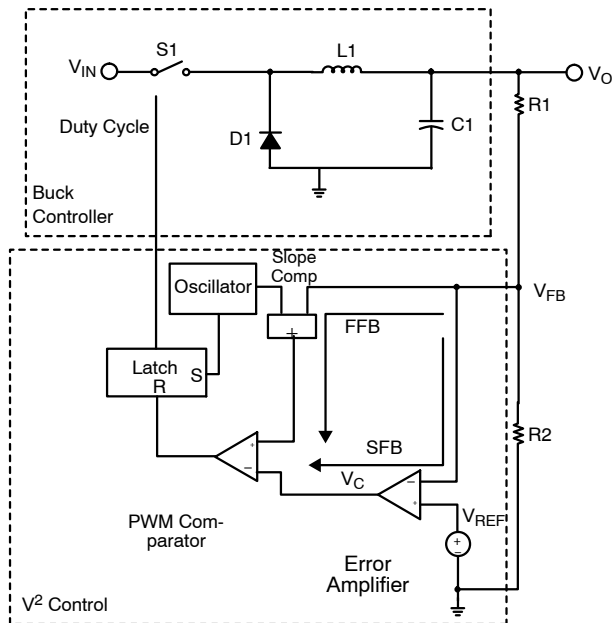 S1
L1
VIN
VO
R1
Duty Cycle
D1
C1
Buck
Controller
Slope
Comp
Oscillator
+
VFB
FFB
Latch
S
R
R2
+
SFB
−
VC
−
+
VREF
PWM Com-
parator
+
−
Error
Amplifier
V² Control